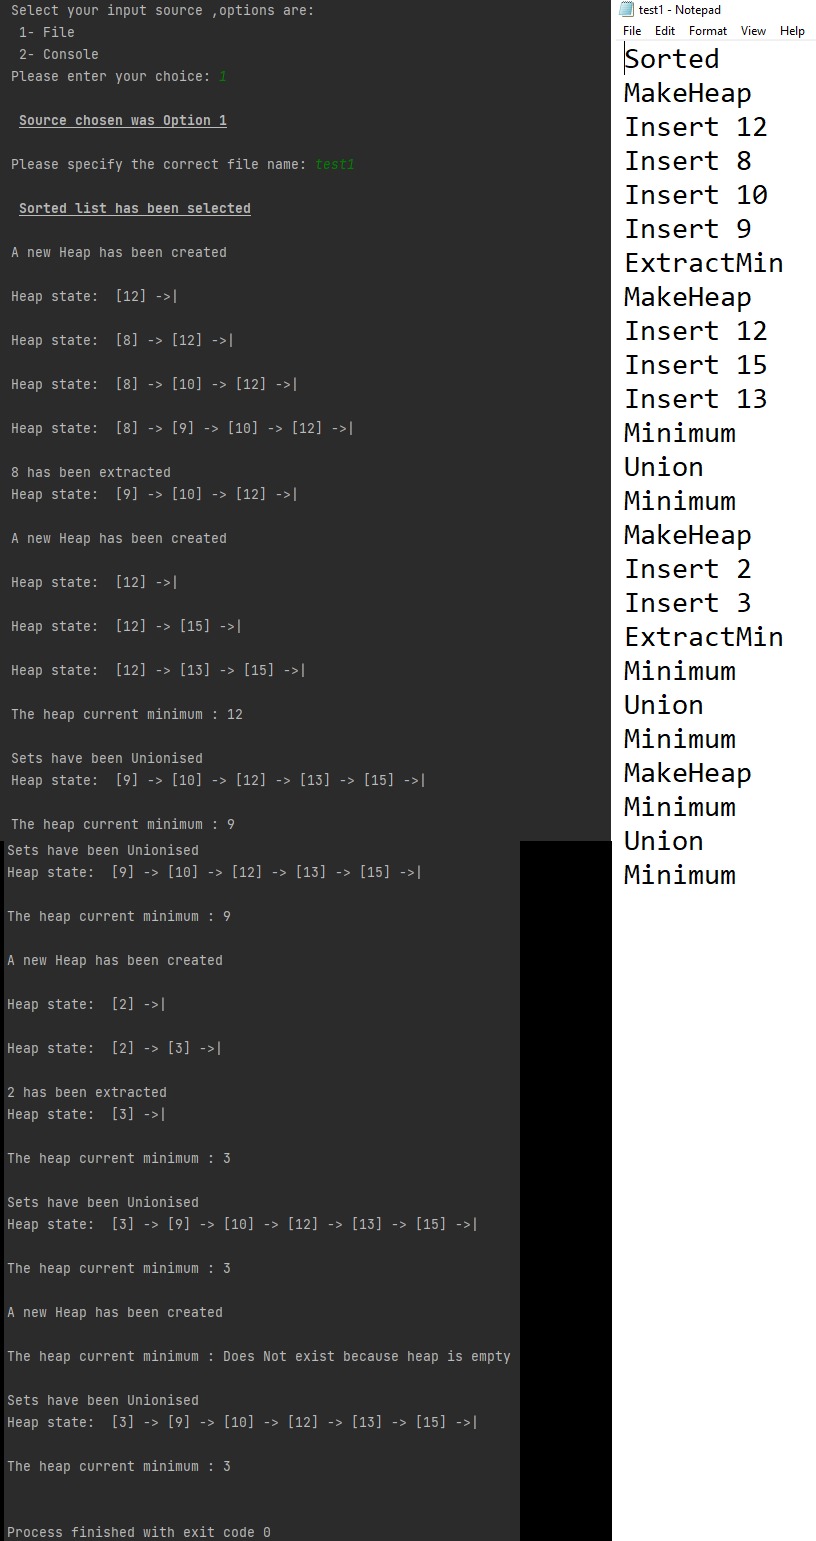 Select your input source ,options are:
1- File
2- Console
Please enter your choice: 1
Source chosen was Option 1
Please specify the correct file name: test1
Sorted list has been selected
A new Heap has been created
Heap state:  [12] ->|
Heap state:  [8] -> [12] ->|
Heap state:  [8] -> [10] -> [12] ->|
Heap state:  [8] -> [9] -> [10] -> [12] ->|
8 has been extracted
Heap state:  [9] -> [10] -> [12] ->|
A new Heap has been created
Heap state:  [12] ->|
Heap state:  [12] -> [15] ->|
Heap state:  [12] -> [13] -> [15] ->|
The heap current minimum : 12
Sets have been Unionised
Heap state:  [9] -> [10] -> [12] -> [13] -> [15] ->|
The heap current minimum : 9
Sets have been Unionised
Heap state:  [9] -> [10] -> [12] -> [13] -> [15] ->|
The heap current minimum : 9
A new Heap has been created
Heap state:  [2] ->|
Heap state:  [2] -> [3] ->|
2 has been extracted
Heap state:  [3] ->|
The heap current minimum : 3
Sets have been Unionised
Heap state:  [3] -> [9] -> [10] -> [12] -> [13] -> [15] ->|
The heap current minimum : 3
A new Heap has been created
The heap current minimum : Does Not exist because heap is empty
Sets have been Unionised
Heap state:  [3] -> [9] -> [10] -> [12] -> [13] -> [15] ->|
The heap current minimum : 3
Process finished with exit code 0
test1 - Notepad
File Edit Format View Help
Sorted
MakeHeap
Insert 12
Insert 8
Insert 10
Insert 9
ExtractMin
MakeHeap
Insert 12
Insert 15
Insert 13
Minimum
Union
Minimum
MakeHeap
Insert 2
Insert 3
ExtractMin
Minimum
Union
Minimum
MakeHeap
Minimum
Union
Minimum